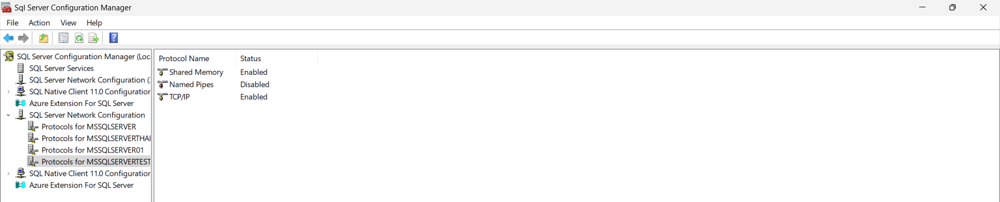 Sql Server Configuration Manager
File Action View Help
SQL Server Configuration Manager (Loc
SQL Server Services
SQL Server Network Configuration (
SQL Native Client 11.0 Configuration
Azure Extension For SQL Server
SQL Server Network Configuration
Protocols for MSSQLSERVER
Protocols for MSSQLSERVERTHA
Protocols for MSSQLSERVER01
Protocols for MSSQLSERVERTEST
SQL Native Client 11.0 Configuration
Azure Extension For SQL Server
Protocol Name Status
Shared Memory Enabled
Named Pipes Disabled
TCP/IP Enabled